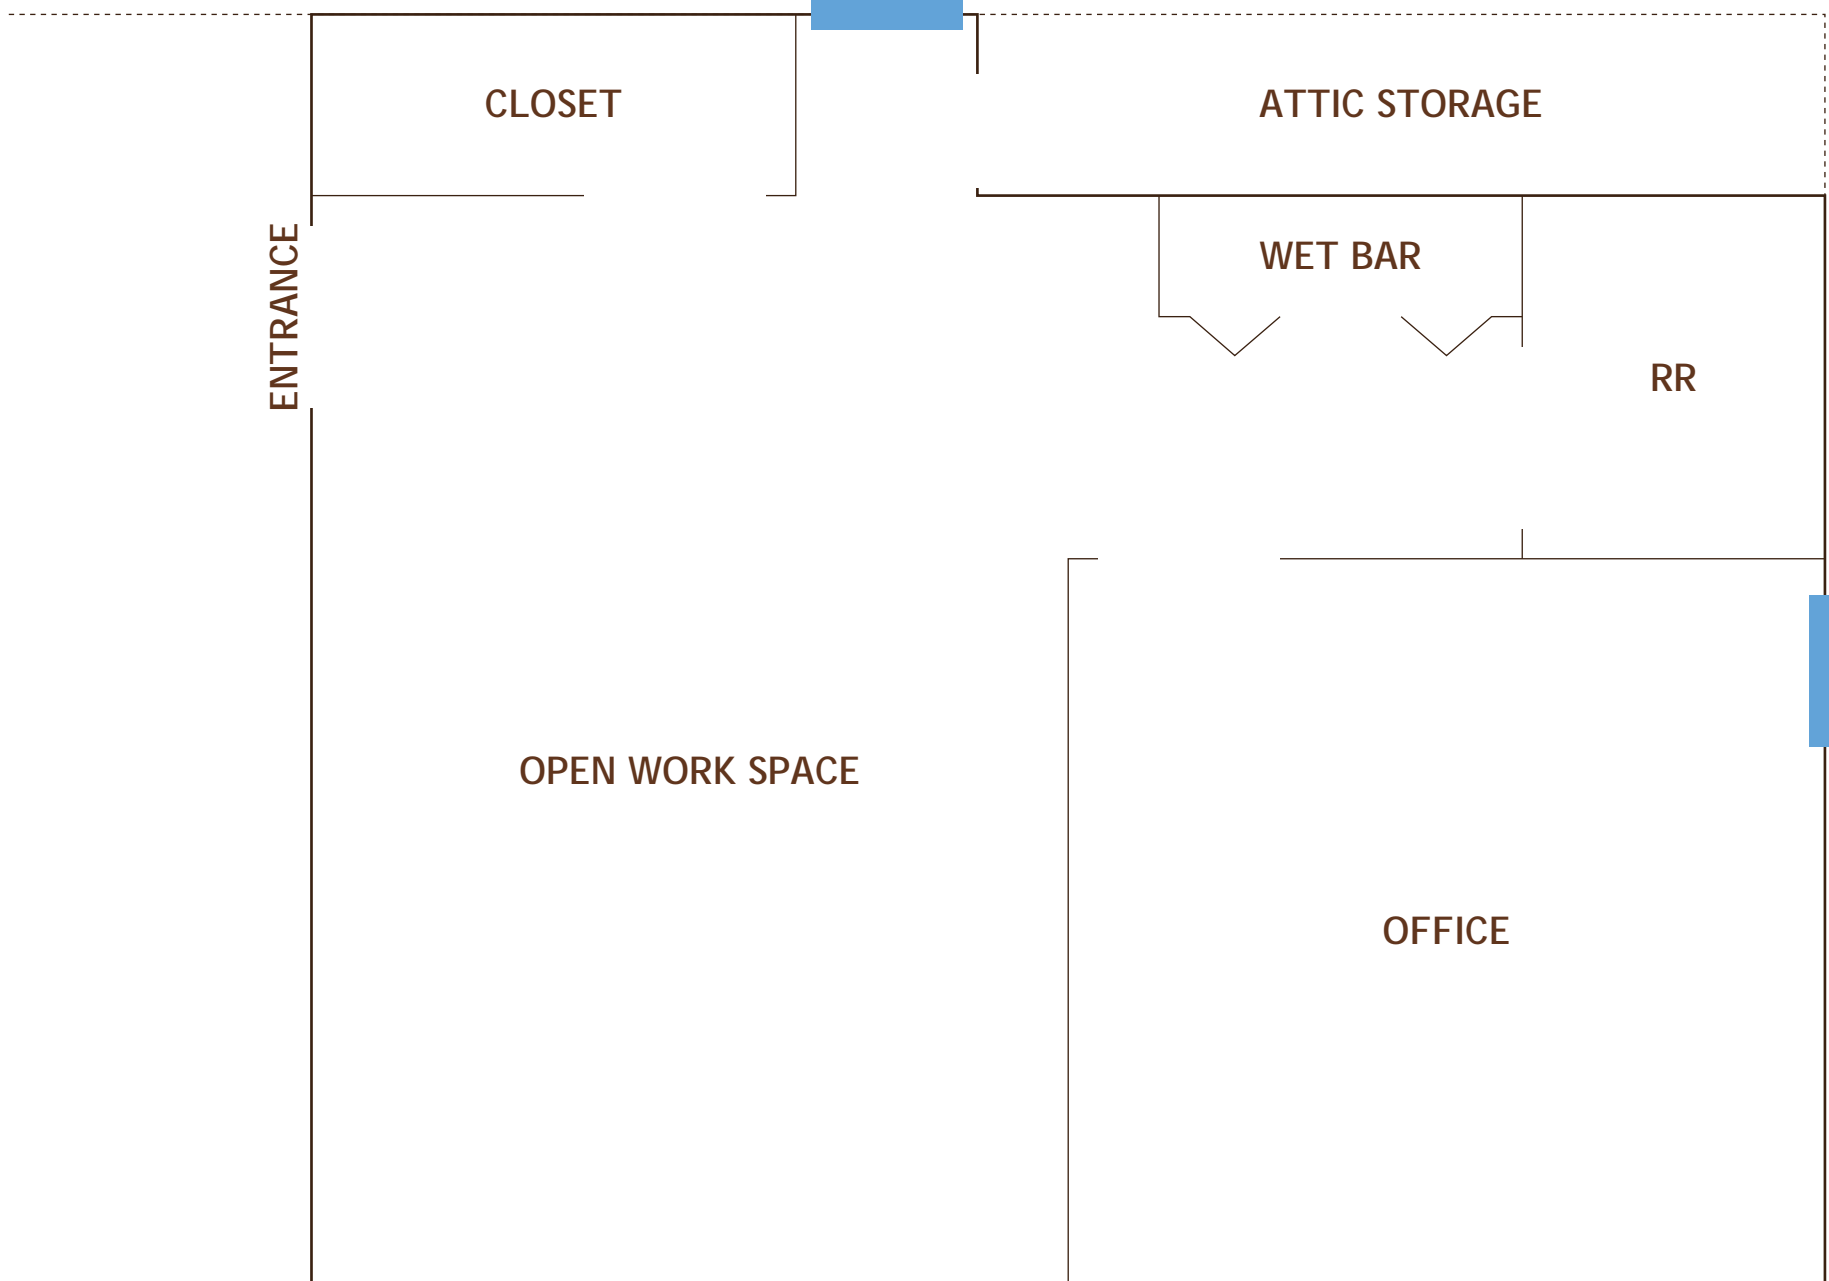 CLOSET
ATTIC STORAGE
ENTRANCE
WET BAR
RR
OPEN WORK SPACE
OFFICE